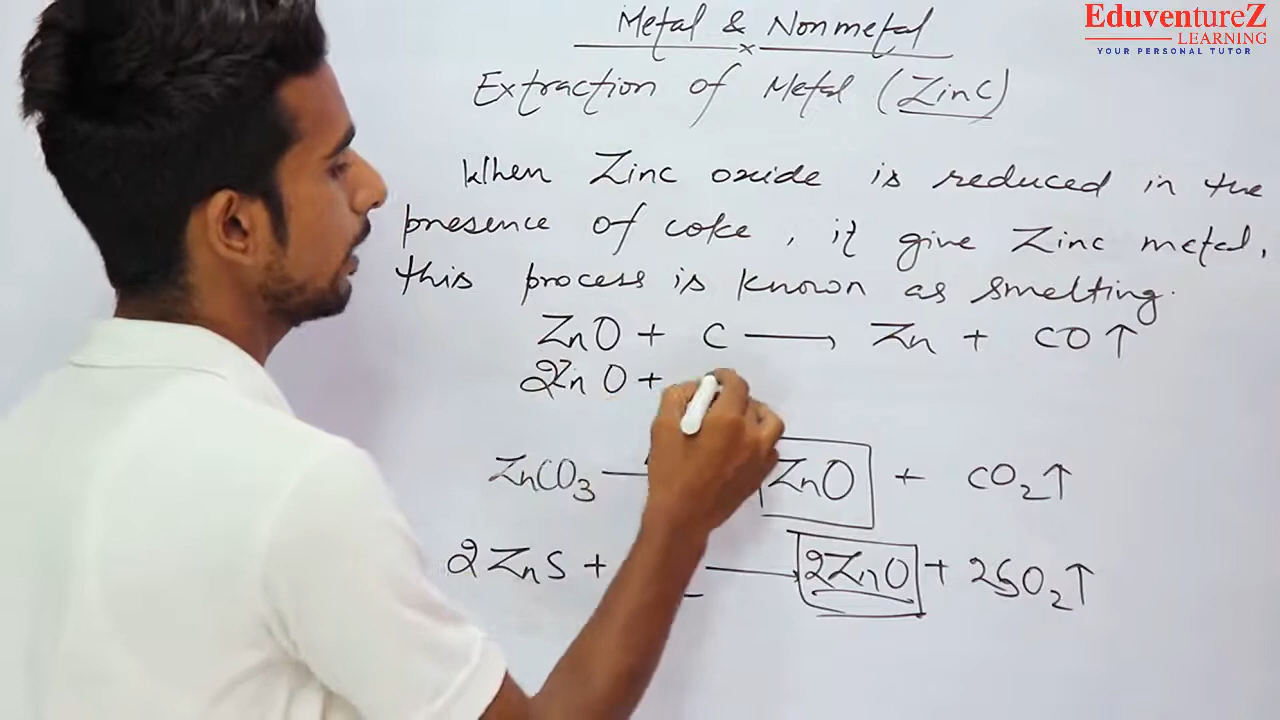 EduventureZ
LEARNING
YOUR PERSONAL TUTOR
Metal & Nonmetal
Extraction of Metal (Zinc)
When Zinc oxide is reduced in the
presence of coke, it give Zinc metal,
this process is known as smelting.
ZnO + C ⟶ Zn + CO↑
2ZnO +
ZnCO₃ — ZnO + CO₂↑
2ZnS + ⟶ 2ZnO + 2SO₂↑